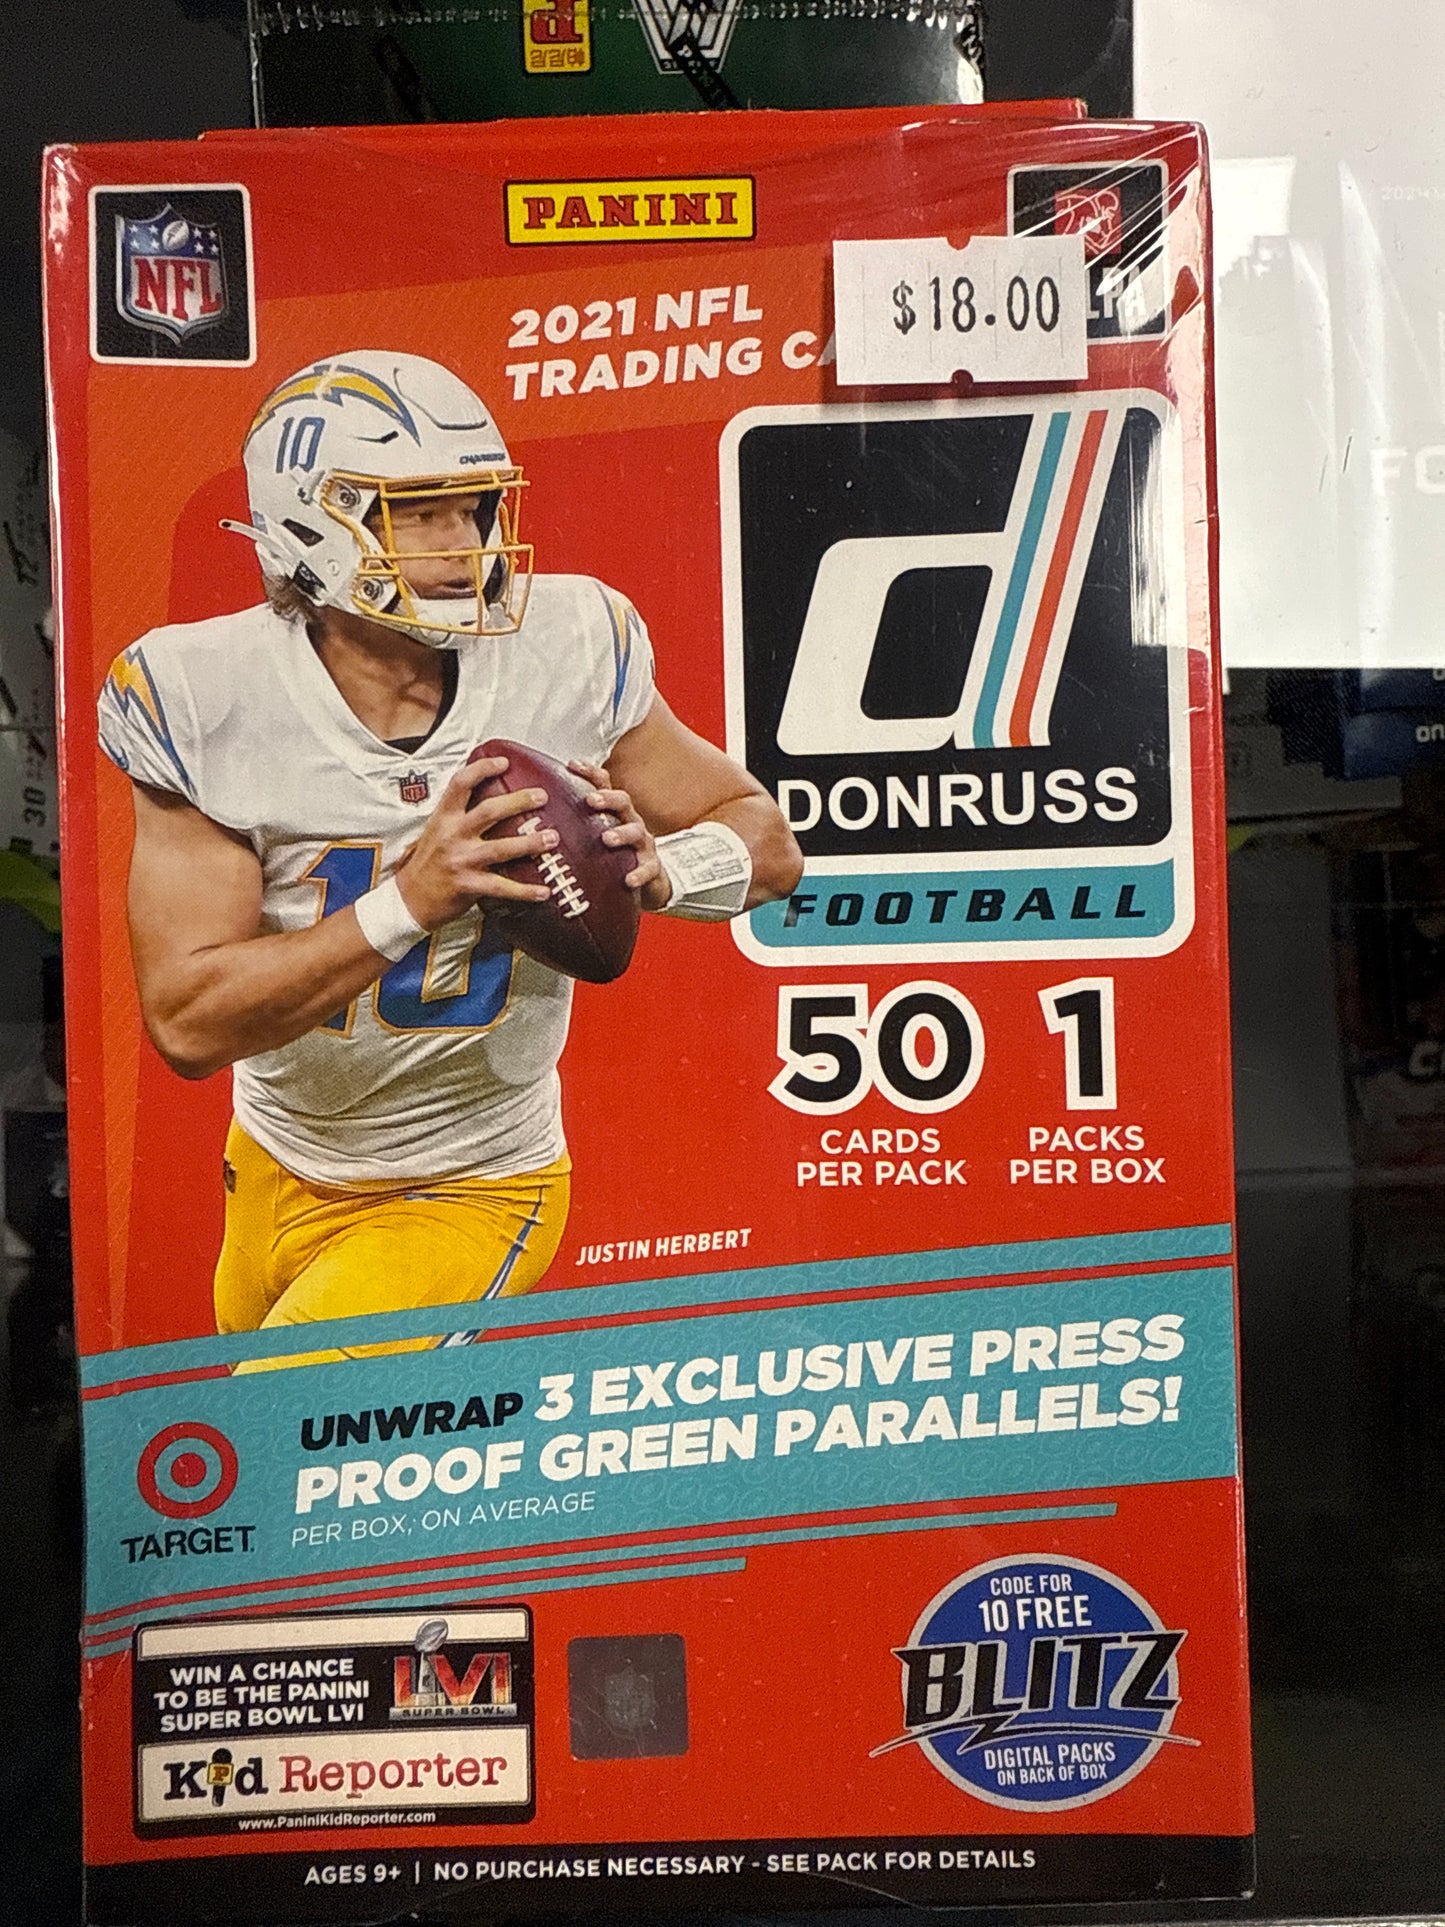 NFL
PANINI
$18.00
2021 NFL
TRADING
10
CHARGERS
DONRUSS
FOOTBALL
50 1
CARDS PACKS
PER PACK PER BOX
JUSTIN HERBERT
UNWRAP 3 EXCLUSIVE PRESS
PROOF GREEN PARALLELS!
PER BOX, ON AVERAGE
TARGET
WIN A CHANCE
TO BE THE PANINI
SUPER BOWL LVI
LVI
SUPER BOWL
Kid Reporter
www.PaniniKidReporter.com
CODE FOR
10 FREE
BLITZ
DIGITAL PACKS
ON BACK OF BOX
AGES 9+ | NO PURCHASE NECESSARY - SEE PACK FOR DETAILS